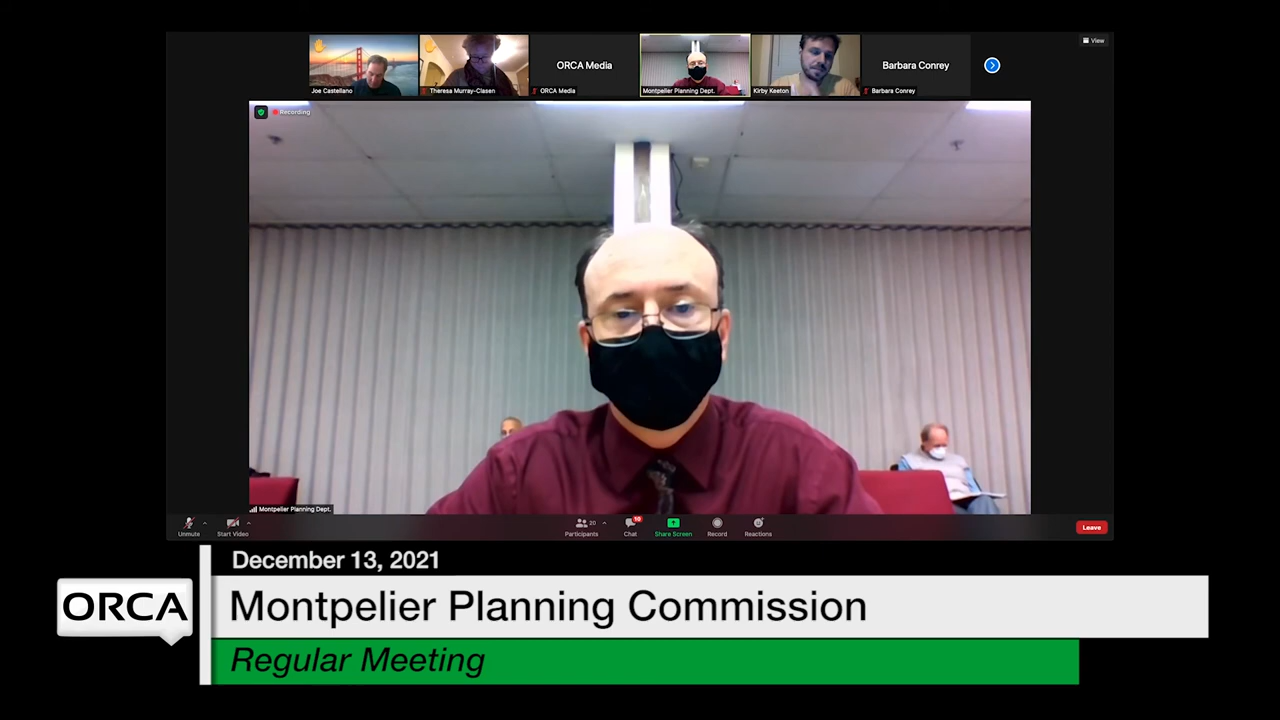 View
ORCA Media
Barbara Conrey
Joe Castellano
Theresa Murray-Clasen
ORCA Media
Montpelier Planning Dept.
Kirby Keeton
Barbara Conrey
Recording
Montpelier Planning Dept.
Unmute
Start Video
Participants
20
Chat
10
Share Screen
Record
Reactions
Leave
December 13, 2021
ORCA
Montpelier Planning Commission
Regular Meeting